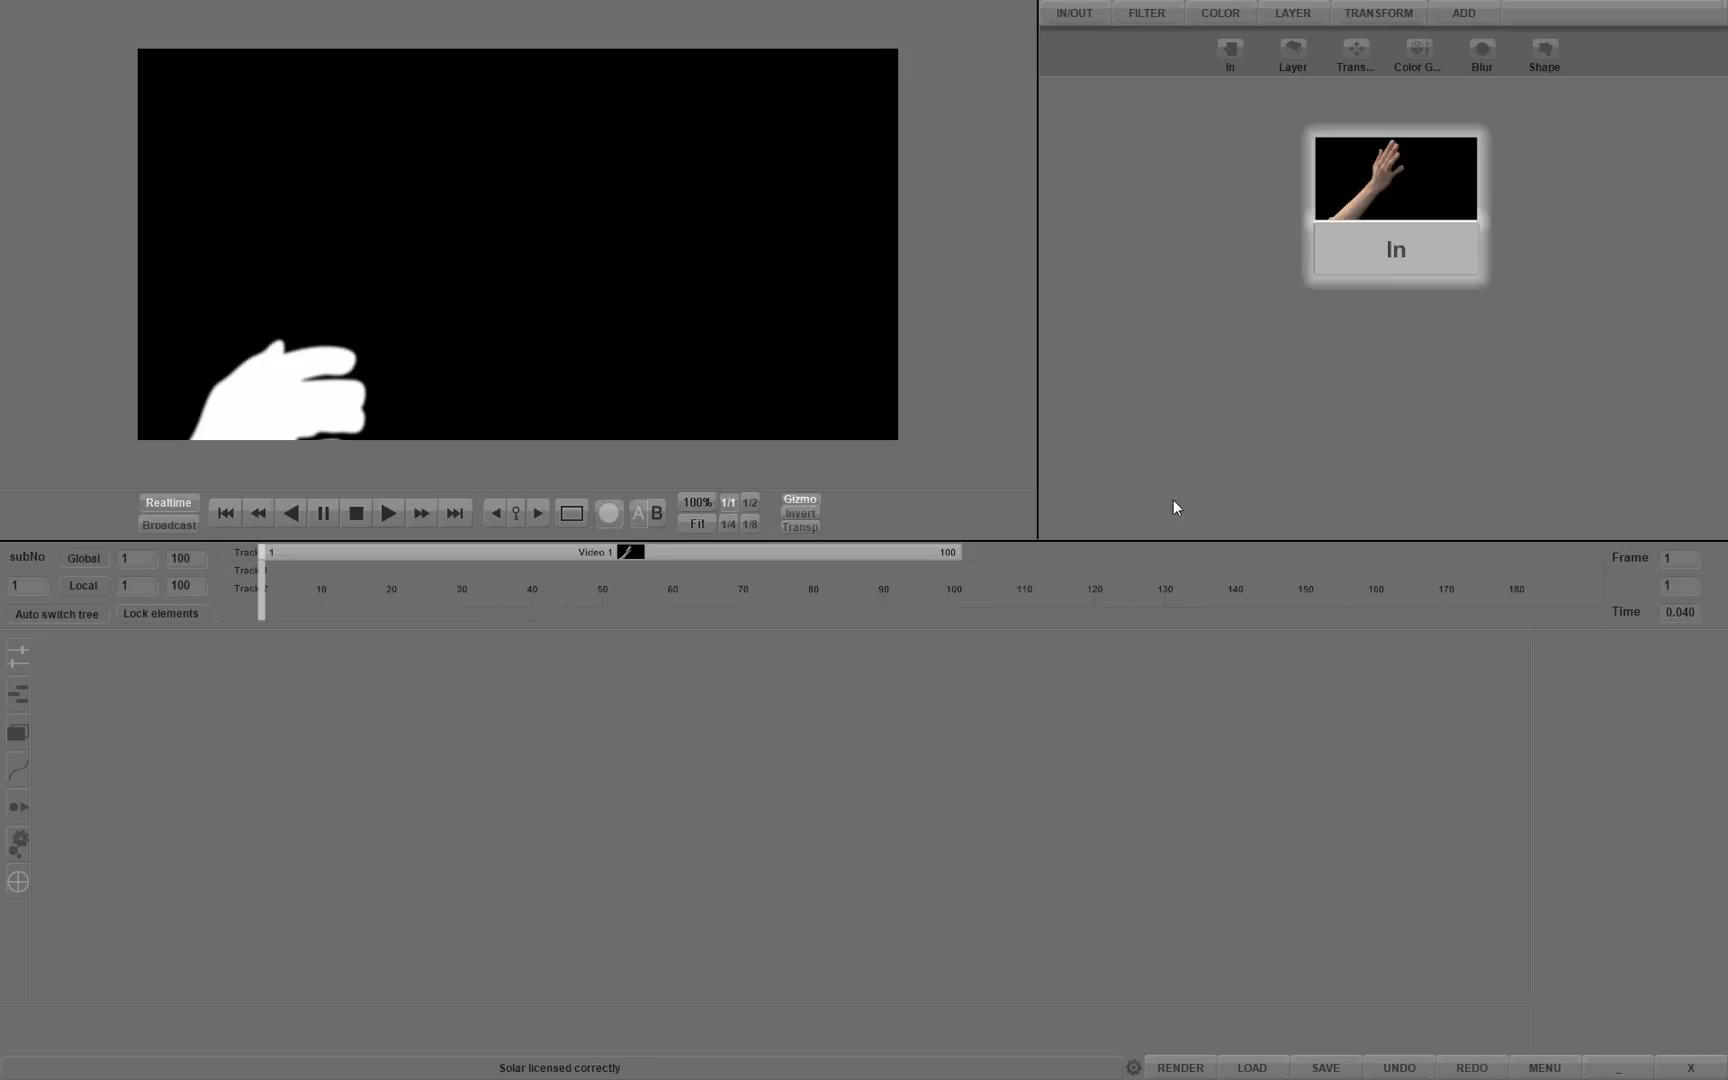 IN/OUT FILTER COLOR LAYER TRANSFORM ADD
In Layer Trans... Color G... Blur Shape
In
Realtime
Broadcast
A B
100% 1/1 1/2
Fit 1/4 1/8
Gizmo
Invert
Transp
subNo Global 1 100
1 Local 1 100
Auto switch tree Lock elements
Track 1 Video 1 100
Track
Track 10 20 30 40 50 60 70 80 90 100 110 120 130 140 150 160 170 180
Frame 1
1
Time 0.040
Solar licensed correctly
RENDER LOAD SAVE UNDO REDO MENU _ X